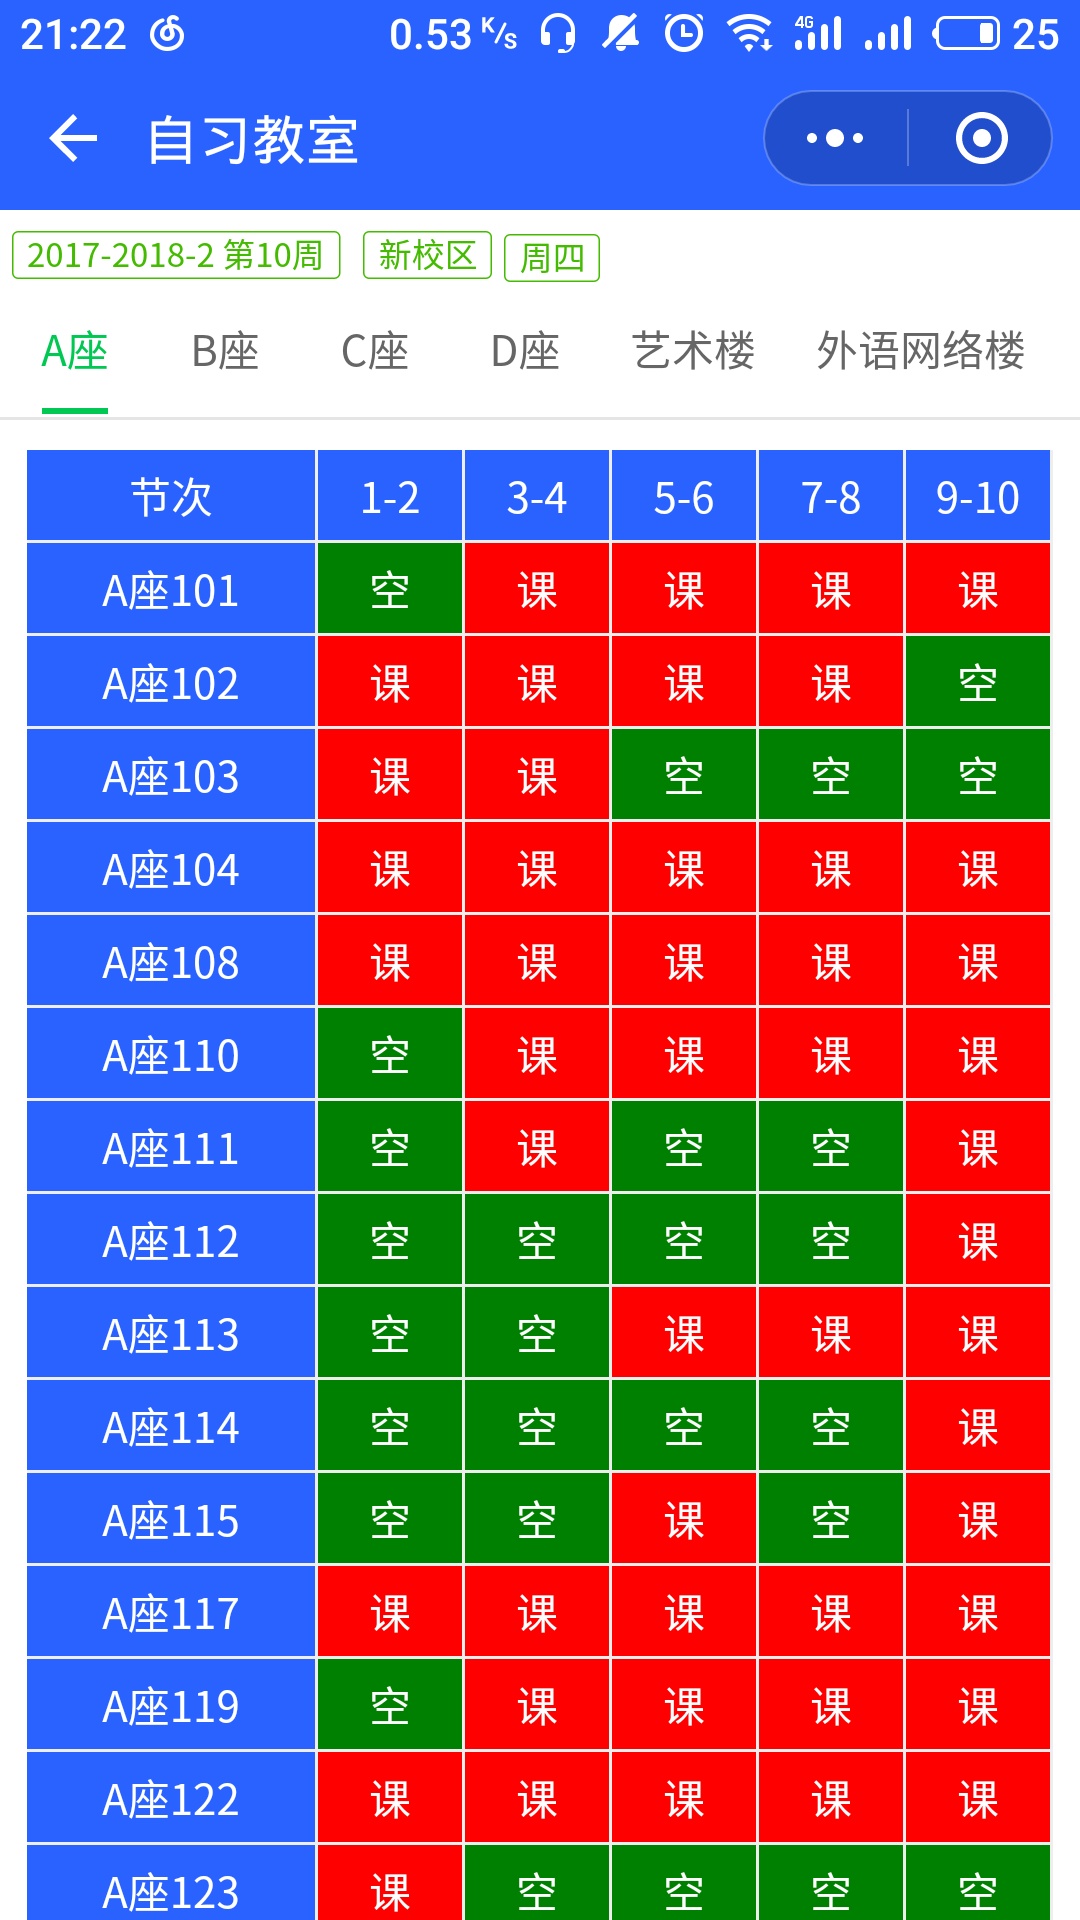 21:22 0.53 K/S 4G 25
自习教室
2017-2018-2 第10周 新校区 周四
A座 B座 C座 D座 艺术楼 外语网络楼
节次 1-2 3-4 5-6 7-8 9-10
A座101 空 课 课 课 课
A座102 课 课 课 课 空
A座103 课 课 空 空 空
A座104 课 课 课 课 课
A座108 课 课 课 课 课
A座110 空 课 课 课 课
A座111 空 课 空 空 课
A座112 空 空 空 空 课
A座113 空 空 课 课 课
A座114 空 空 空 空 课
A座115 空 空 课 空 课
A座117 课 课 课 课 课
A座119 空 课 课 课 课
A座122 课 课 课 课 课
A座123 课 空 空 空 空